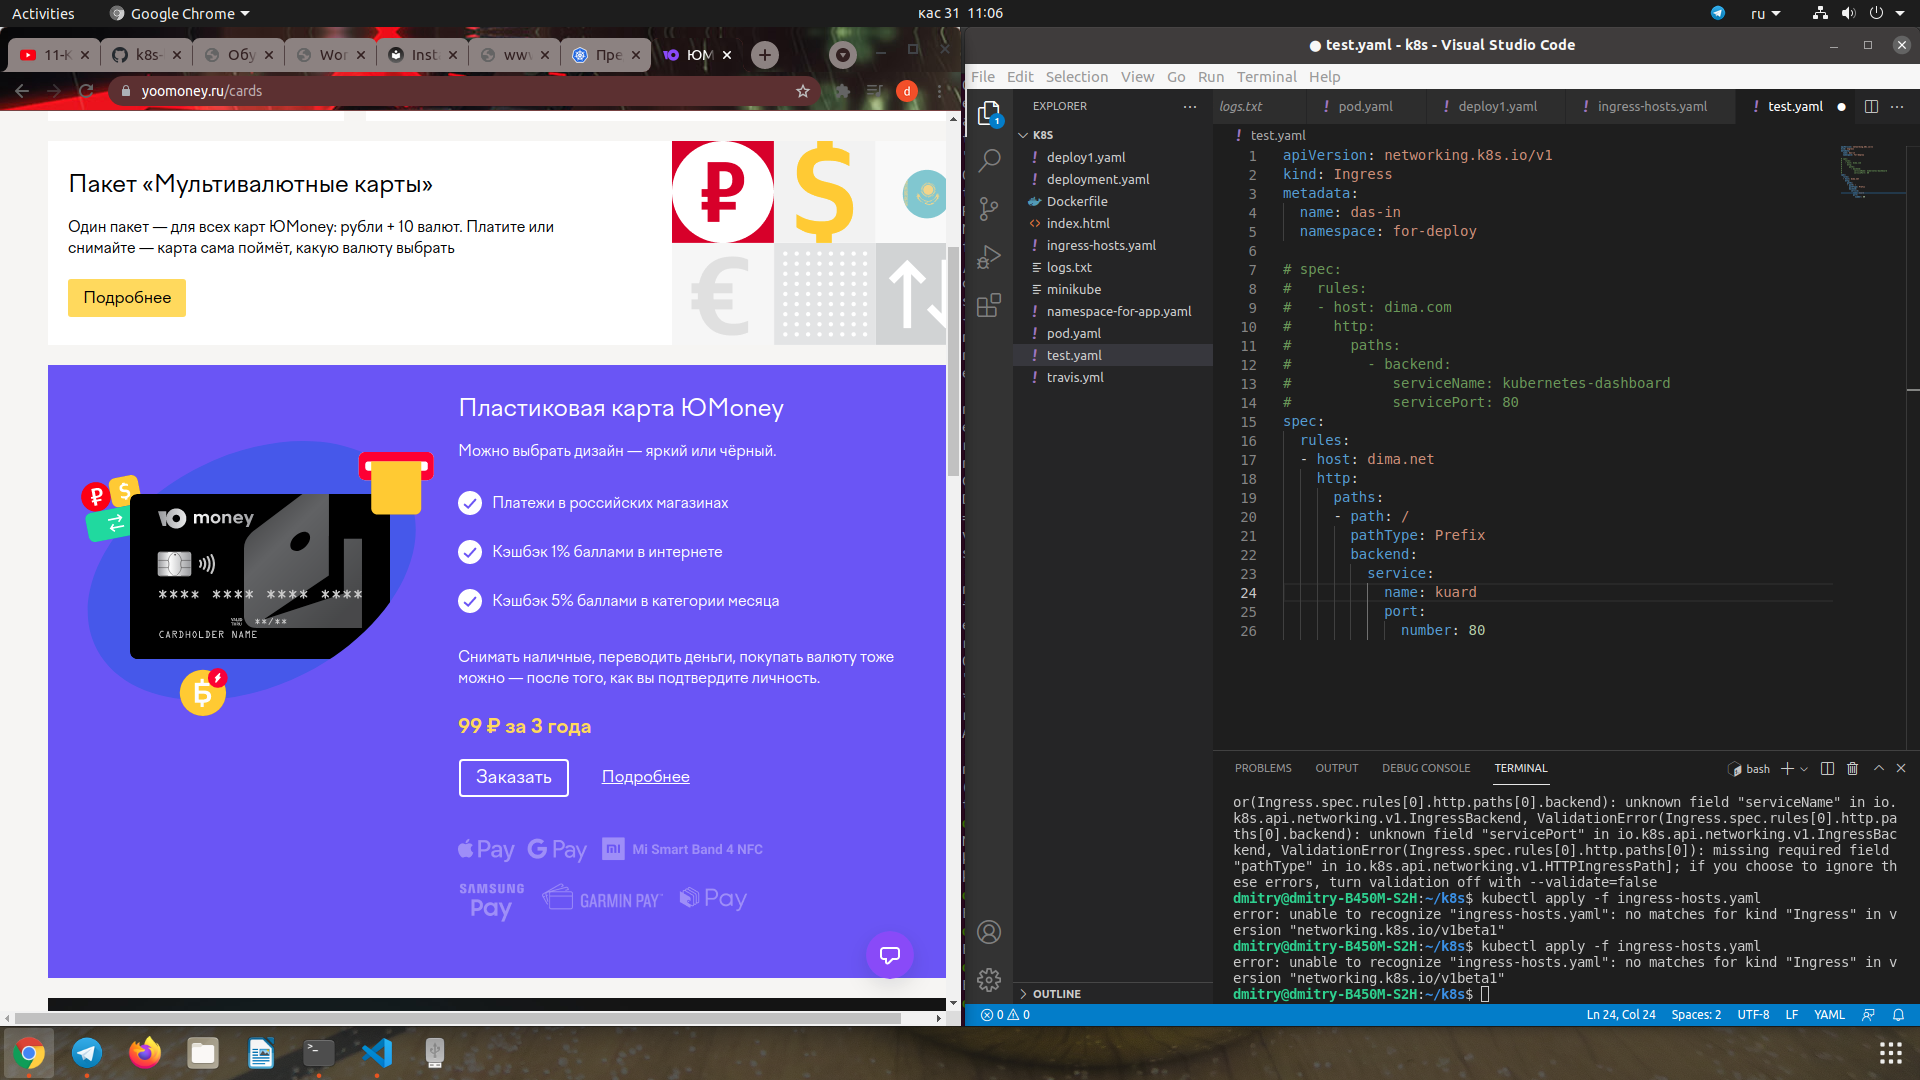 Activities
Google Chrome
кас 31  11:06
ru
11-K
k8s-
Обу
Wor
Inst
ww
Пре
ЮМ
yoomoney.ru/cards
d
Пакет «Мультивалютные карты»
Один пакет — для всех карт ЮMoney: рубли + 10 валют. Платите или
снимайте — карта сама поймёт, какую валюту выбрать
Подробнее
Пластиковая карта ЮMoney
Можно выбрать дизайн — яркий или чёрный.
Платежи в российских магазинах
Кэшбэк 1% баллами в интернете
Кэшбэк 5% баллами в категории месяца
money
**** **** **** ****
**/**
CARDHOLDER NAME
Снимать наличные, переводить деньги, покупать валюту тоже
можно — после того, как вы подтвердите личность.
99 ₽ за 3 года
Заказать
Подробнее
Pay
G Pay
Mi Smart Band 4 NFC
SAMSUNG
Pay
GARMIN PAY
Pay
● test.yaml - k8s - Visual Studio Code
File Edit Selection View Go Run Terminal Help
EXPLORER
K8S
deploy1.yaml
deployment.yaml
Dockerfile
index.html
ingress-hosts.yaml
logs.txt
minikube
namespace-for-app.yaml
pod.yaml
test.yaml
travis.yml
OUTLINE
logs.txt
! pod.yaml
! deploy1.yaml
! ingress-hosts.yaml
! test.yaml ●
! test.yaml
1 apiVersion: networking.k8s.io/v1
2 kind: Ingress
3 metadata:
4   name: das-in
5   namespace: for-deploy
6
7 # spec:
8 #   rules:
9 #   - host: dima.com
10 #     http:
11 #       paths:
12 #         - backend:
13 #            serviceName: kubernetes-dashboard
14 #            servicePort: 80
15 spec:
16   rules:
17   - host: dima.net
18     http:
19       paths:
20       - path: /
21         pathType: Prefix
22         backend:
23           service:
24             name: kuard
25             port:
26               number: 80
PROBLEMS OUTPUT DEBUG CONSOLE TERMINAL
bash
or(Ingress.spec.rules[0].http.paths[0].backend): unknown field "serviceName" in io.
k8s.api.networking.v1.IngressBackend, ValidationError(Ingress.spec.rules[0].http.pa
ths[0].backend): unknown field "servicePort" in io.k8s.api.networking.v1.IngressBac
kend, ValidationError(Ingress.spec.rules[0].http.paths[0]): missing required field
"pathType" in io.k8s.api.networking.v1.HTTPIngressPath]; if you choose to ignore th
ese errors, turn validation off with --validate=false
dmitry@dmitry-B450M-S2H:~/k8s$ kubectl apply -f ingress-hosts.yaml
error: unable to recognize "ingress-hosts.yaml": no matches for kind "Ingress" in v
ersion "networking.k8s.io/v1beta1"
dmitry@dmitry-B450M-S2H:~/k8s$ kubectl apply -f ingress-hosts.yaml
error: unable to recognize "ingress-hosts.yaml": no matches for kind "Ingress" in v
ersion "networking.k8s.io/v1beta1"
dmitry@dmitry-B450M-S2H:~/k8s$
0 0
Ln 24, Col 24
Spaces: 2
UTF-8
LF
YAML